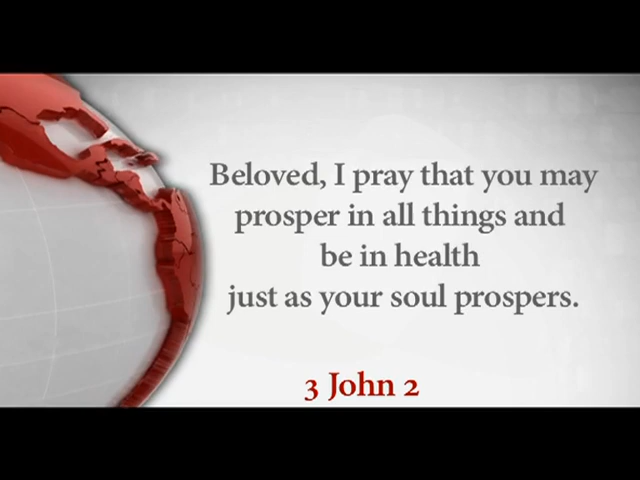 Beloved, I pray that you may
prosper in all things and
be in health
just as your soul prospers.
3 John 2